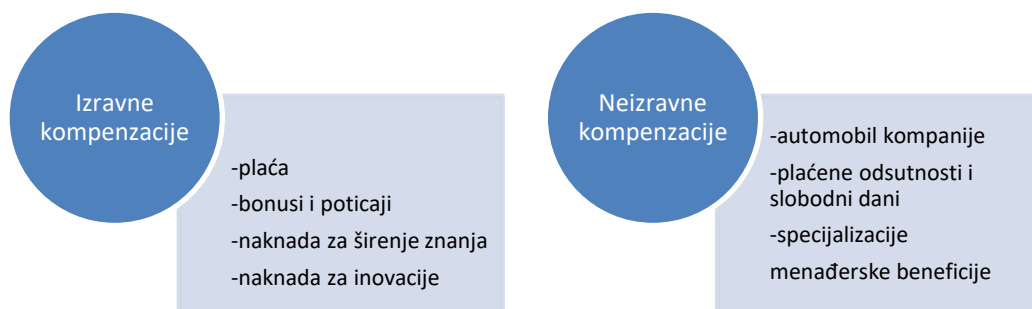 Izravne
kompenzacije
-plaća
-bonusi i poticaji
-naknada za širenje znanja
-naknada za inovacije
Neizravne
kompenzacije
-automobil kompanije
-plaćene odsutnosti i
slobodni dani
-specijalizacije
menađerske beneficije